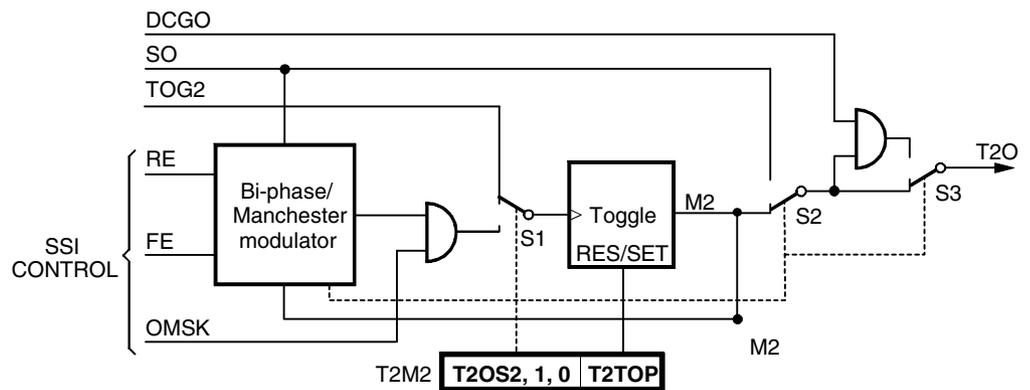 DCGO
SO
TOG2
RE
FE
OMSK
SSI
CONTROL
Bi-phase/
Manchester
modulator
S1
Toggle
RES/SET
M2
S2
S3
T2O
M2
T2M2
T2OS2, 1, 0
T2TOP